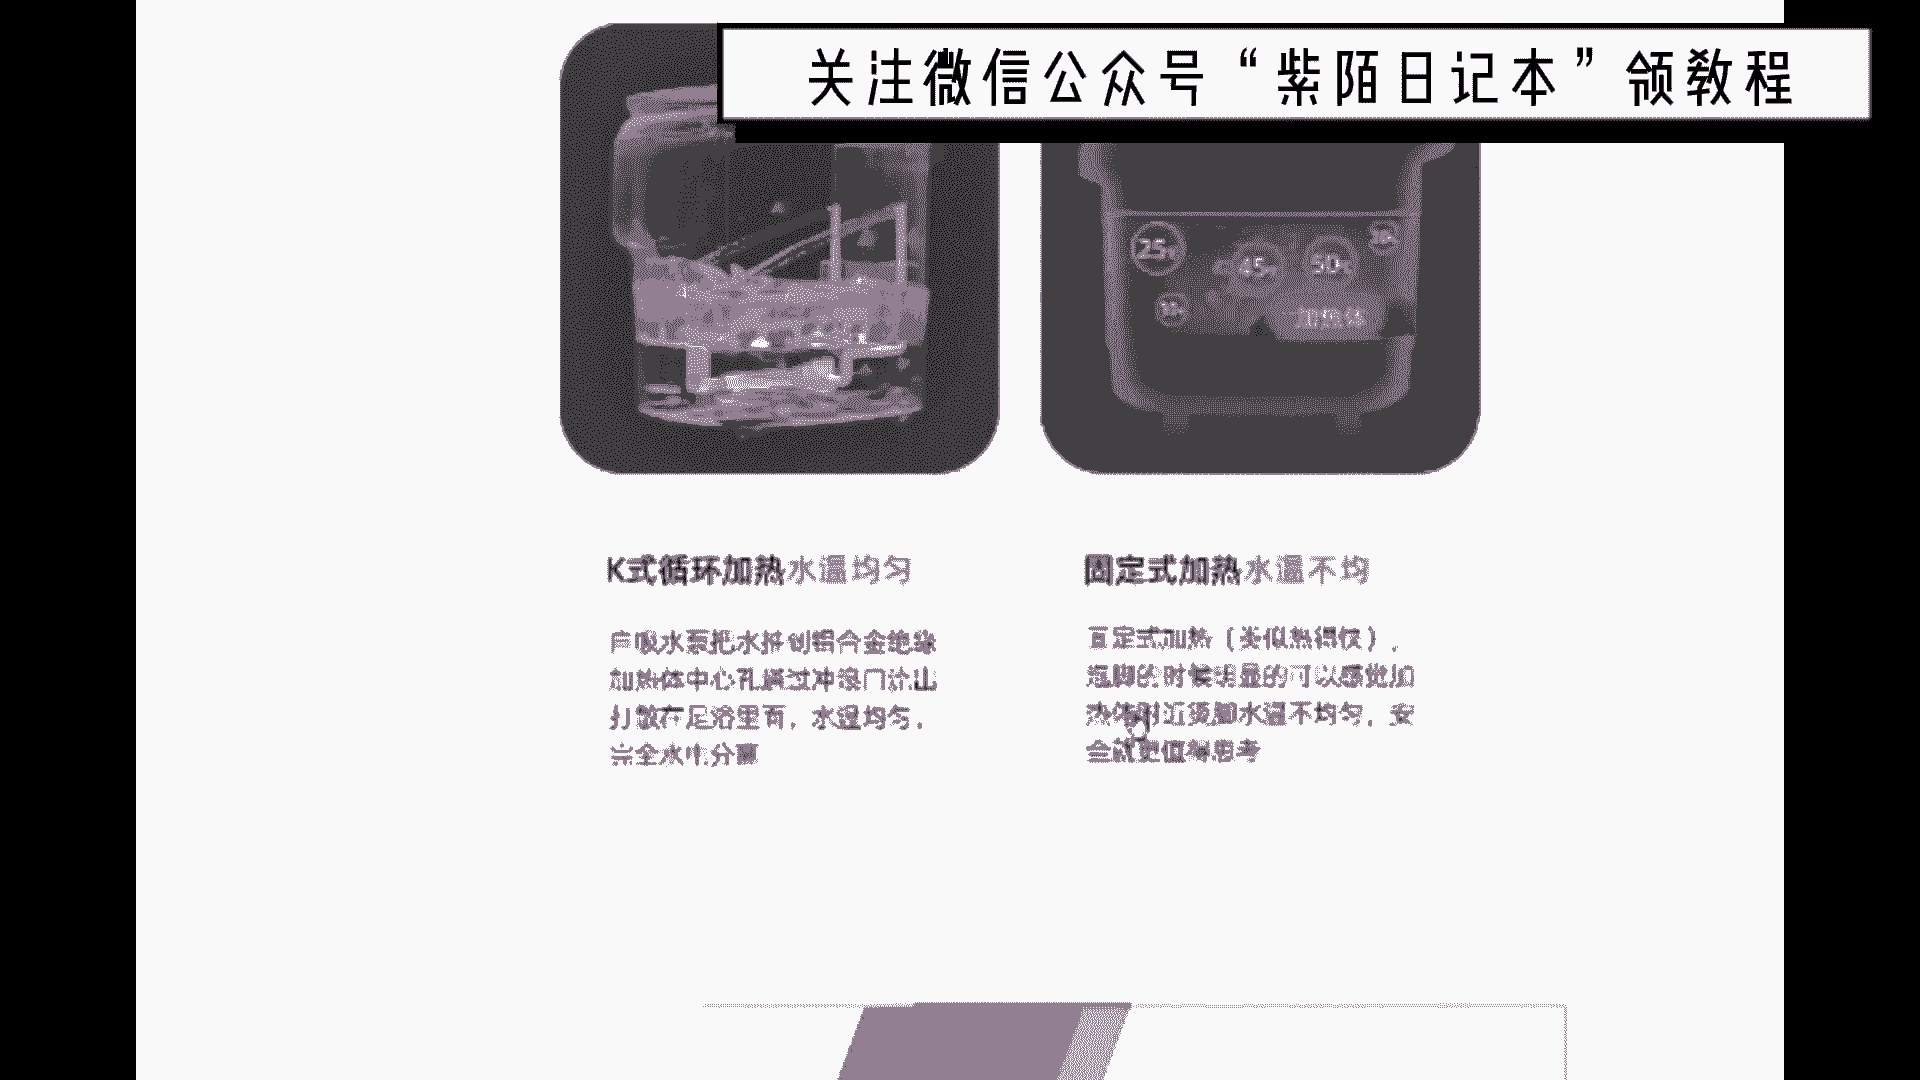 关注微信公众号“紫陌日记本”领教程
25℃
45℃
50℃
加热体
K式循环加热水温均匀
固定式加热水温不均
吸水泵把水抽到铝合金绝缘
加热体中心孔通过冲浪门
打散在足浴里面，水温均匀，
完全水电分离
固定式加热（类似热得快），
泡脚的时候明显的可以感觉加
热体附近烫脚水温不均匀，安
全就更值得思考